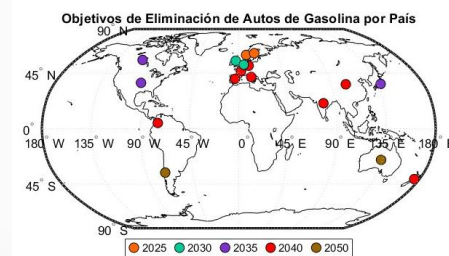 Objetivos de Eliminación de Autos de Gasolina por País
90° N
45° N
0°
180° W 135° W 90° W 45° W 0° 45° E 90° E 135° E 180° E
45° S
90° S
2025 2030 2035 2040 2050